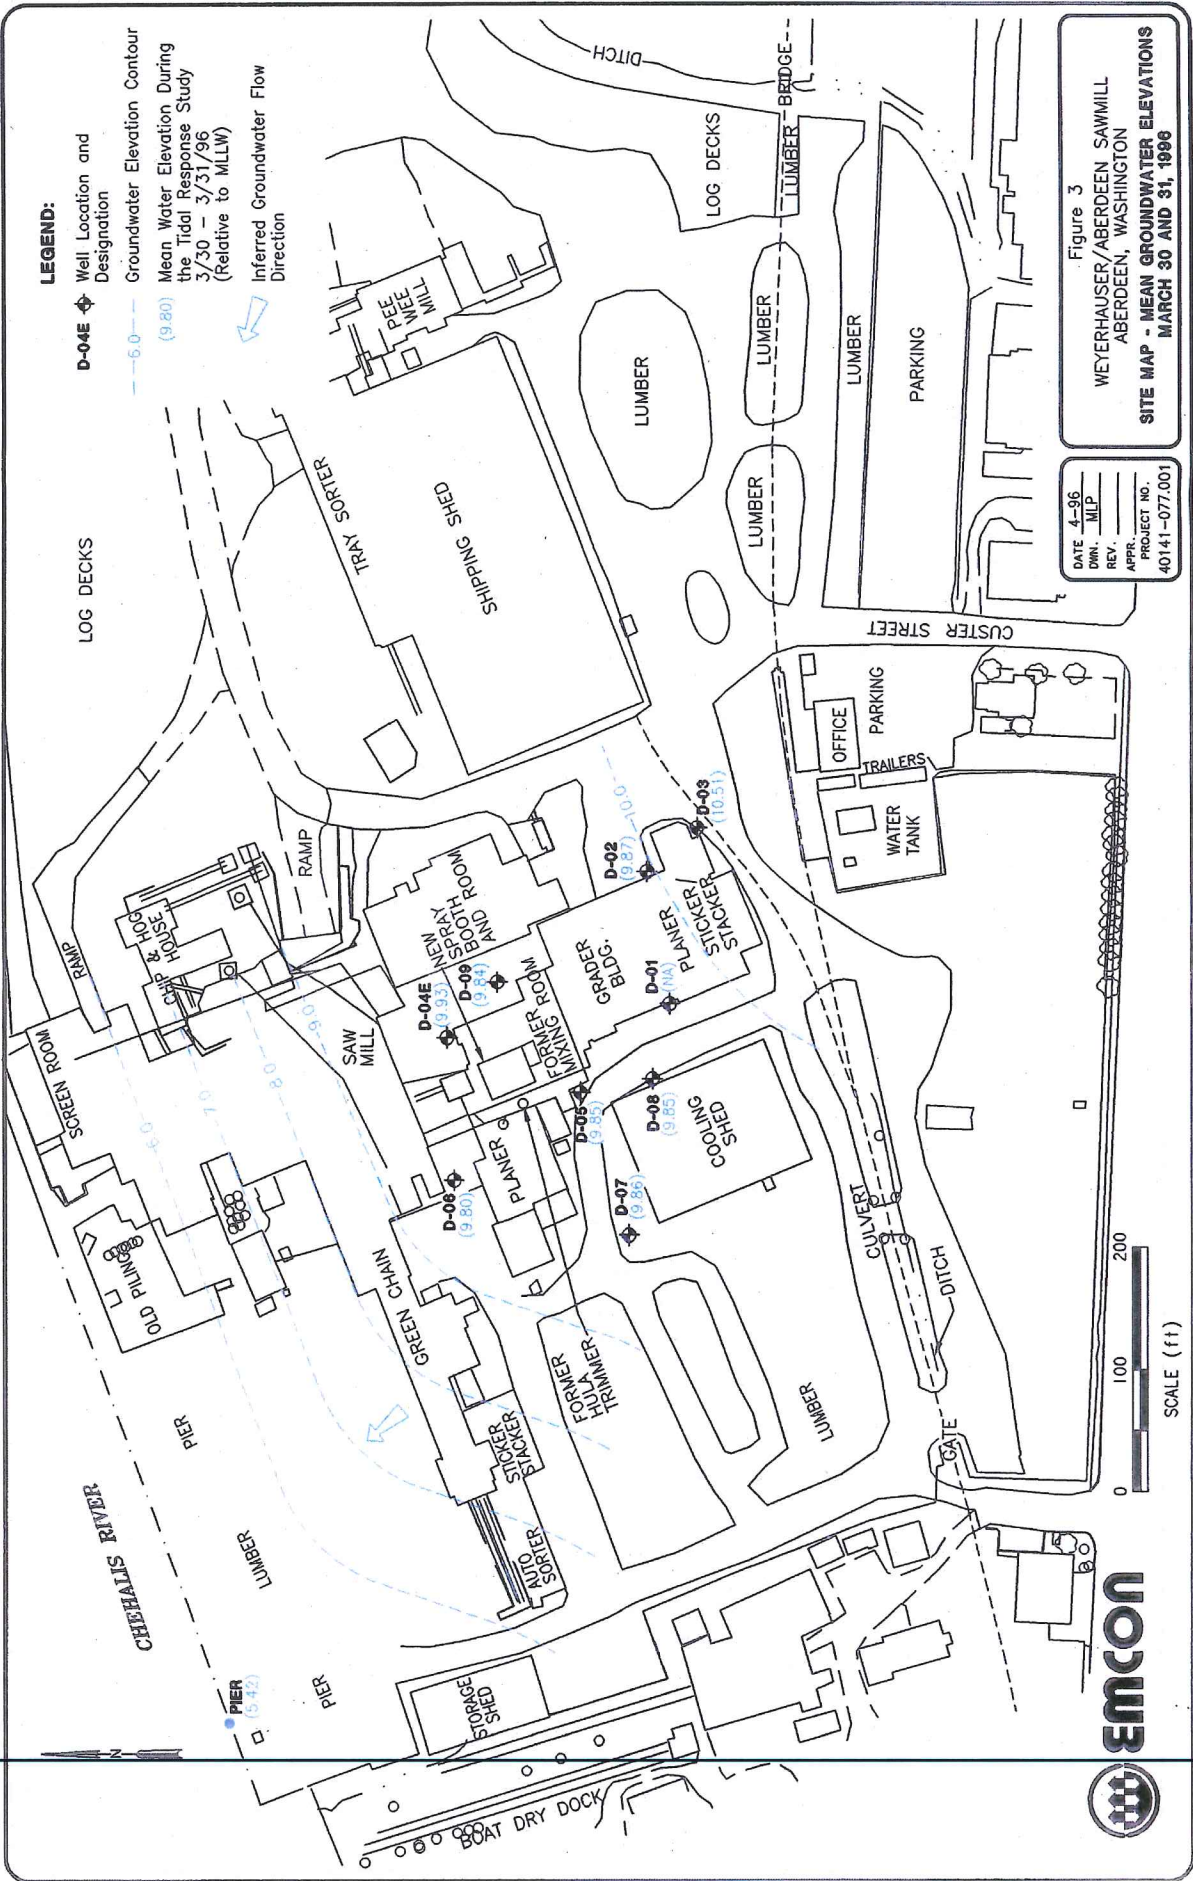 LEGEND:
D-04E Well Location and
Designation
6.0 Groundwater Elevation Contour
(9.80) Mean Water Elevation During
the Tidal Response Study
3/30 - 3/31/96
(Relative to MLLW)
Inferred Groundwater Flow
Direction
CHEHALIS RIVER
N
PIER
(5.42)
PIER
LUMBER
PIER
OLD PILING
SCREEN ROOM
RAMP
CHIP & HOG
HOUSE
RAMP
LOG DECKS
6.0
7.0
8.0
9.0
SAW
MILL
NEW
SPRAY
BOOTH ROOM
AND
TRAY SORTER
SHIPPING SHED
PEE
WEE
MILL
DITCH
LOG DECKS
LUMBER
BRIDGE
LUMBER
LUMBER
LUMBER
LUMBER
PARKING
BOAT DRY DOCK
STORAGE
SHED
AUTO
SORTER
STICKER
STACKER
GREEN CHAIN
FORMER
HULA
TRIMMER
D-06
(9.80)
PLANER
D-04E
(9.93)
D-09
(9.84)
FORMER
MIXING ROOM
GRADER
BLDG.
D-05
(9.85)
D-08
(9.85)
D-07
(9.86)
COOLING
SHED
D-01
(NA)
D-02
(9.87)
10.0
D-03
(10.51)
PLANER
STICKER
STACKER
LUMBER
CULVERT
DITCH
GATE
OFFICE
PARKING
TRAILERS
WATER
TANK
CUSTER STREET
0 100 200
SCALE (ft)
EMCON
DATE 4-96
DWN. MLP
REV.
APPR.
PROJECT NO.
40141-077.001
Figure 3
WEYERHAUSER/ABERDEEN SAWMILL
ABERDEEN, WASHINGTON
SITE MAP - MEAN GROUNDWATER ELEVATIONS
MARCH 30 AND 31, 1996